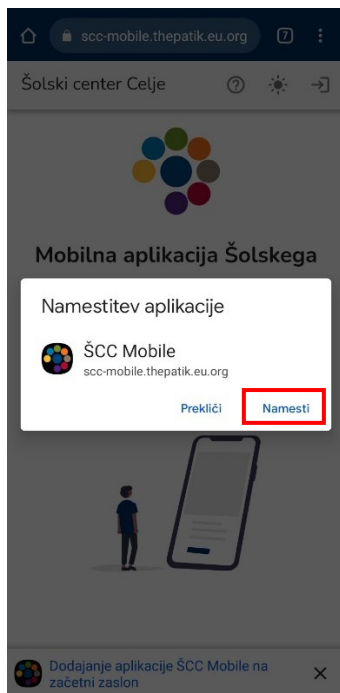 scc-mobile.thepatik.eu.org
7
Šolski center Celje
Mobilna aplikacija Šolskega
Namestitev aplikacije
ŠCC Mobile
scc-mobile.thepatik.eu.org
Prekliči Namesti
Dodajanje aplikacije ŠCC Mobile na
začetni zaslon